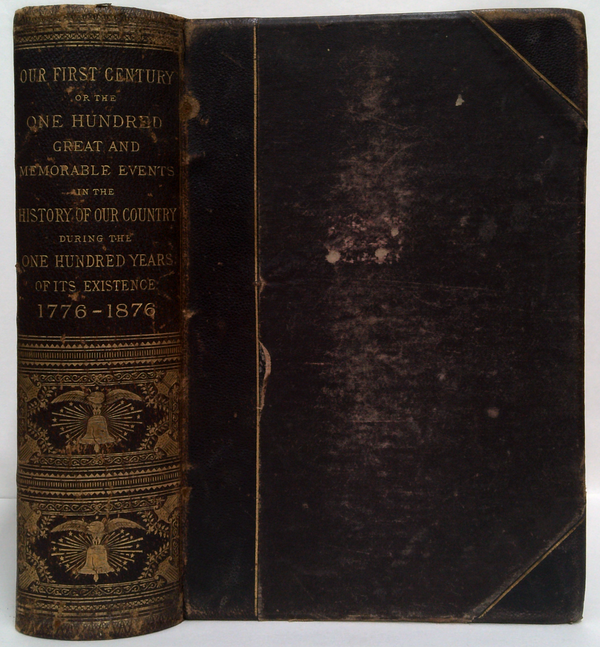 OUR FIRST CENTURY
OR THE
ONE HUNDRED
GREAT AND
MEMORABLE EVENTS
IN THE
HISTORY OF OUR COUNTRY
DURING THE
ONE HUNDRED YEARS
OF ITS EXISTENCE
1776-1876